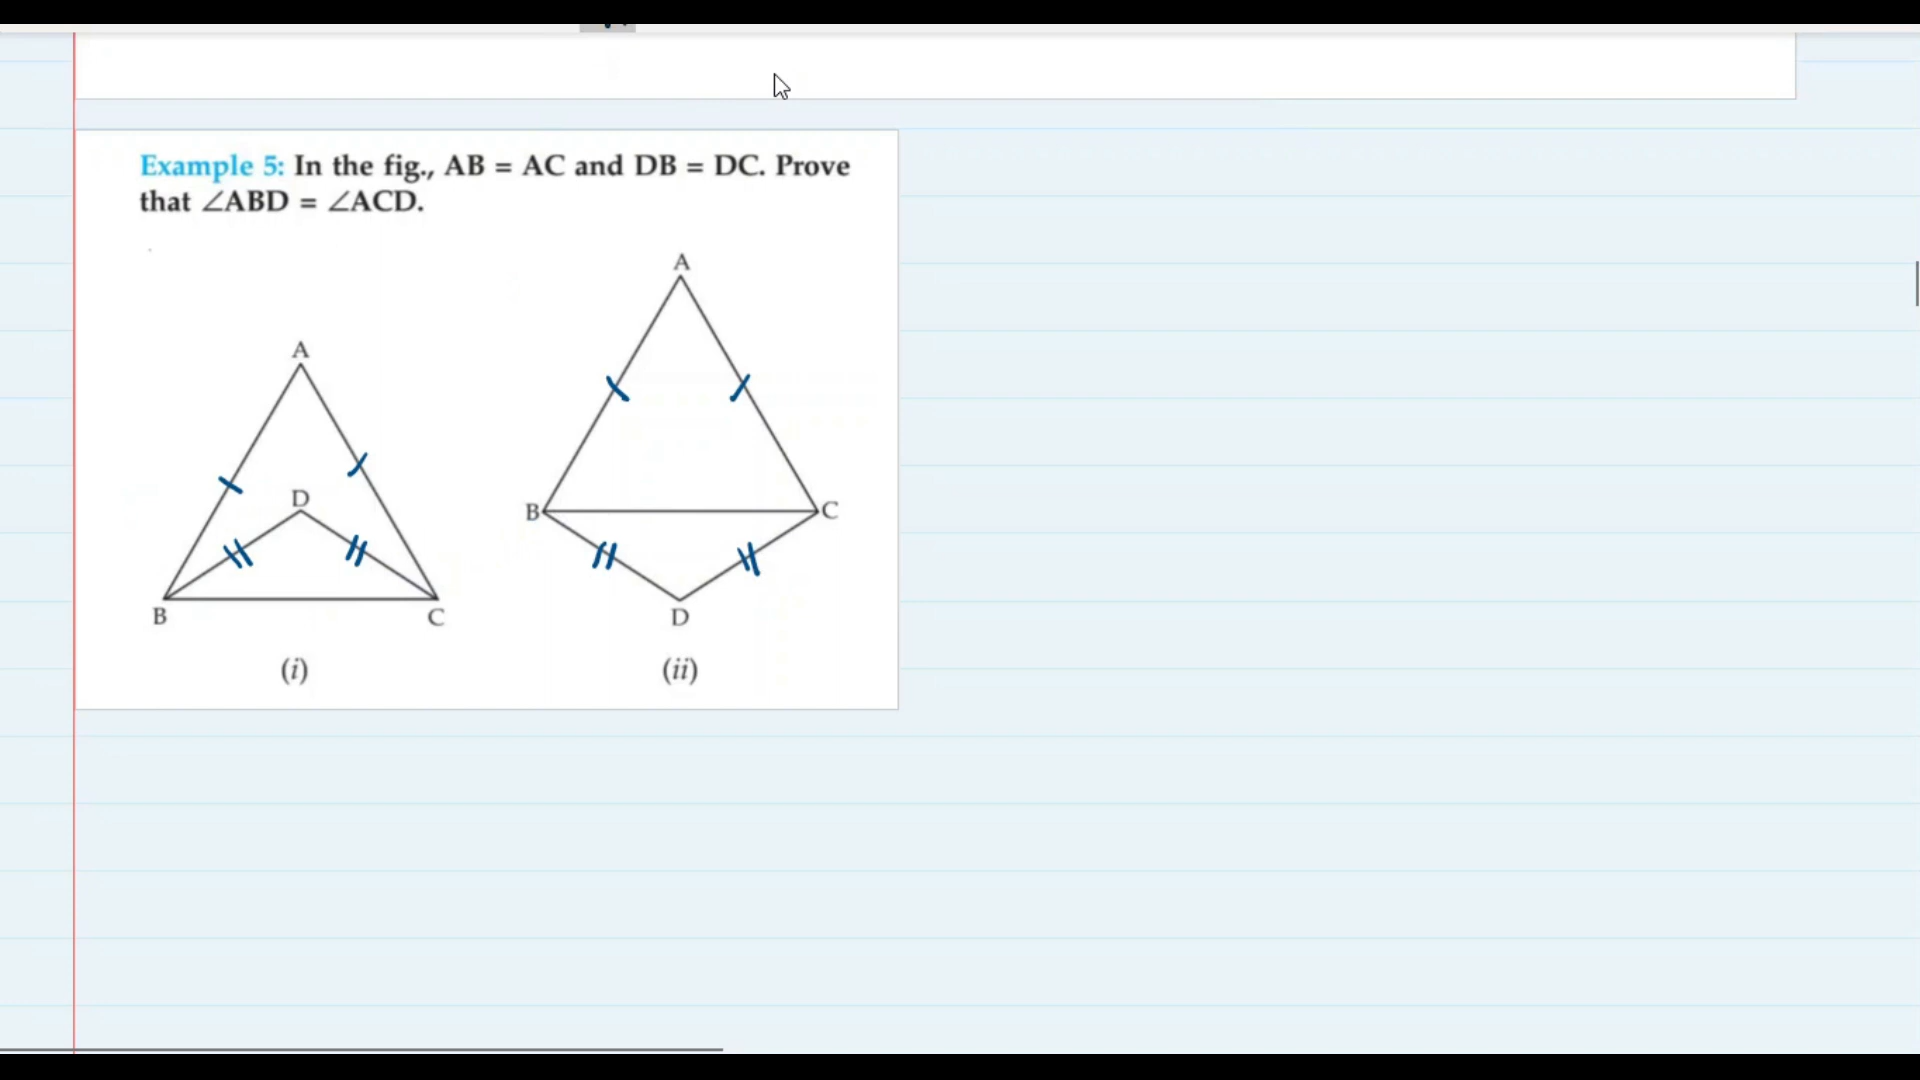 Example 5: In the fig., AB = AC and DB = DC. Prove
that ∠ABD = ∠ACD.
A
A
D
B
C
B
C
D
(i)
(ii)